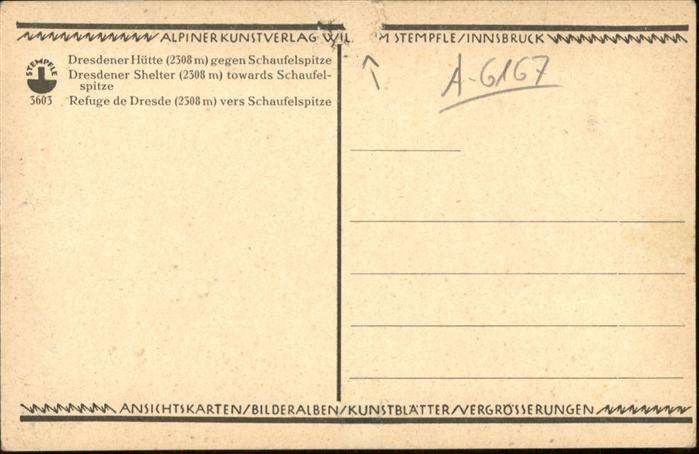 ALPINER KUNSTVERLAG WIL M STEMPFLE/INNSBRUCK
STEMPFLE
3603
Dresdener Hütte (2308 m) gegen Schaufelspitze
Dresdener Shelter (2308 m) towards Schaufel-
spitze
Refuge de Dresde (2308 m) vers Schaufelspitze
A-6167
ANSICHTSKARTEN/BILDERALBEN/KUNSTBLÄTTER/VERGRÖSSERUNGEN